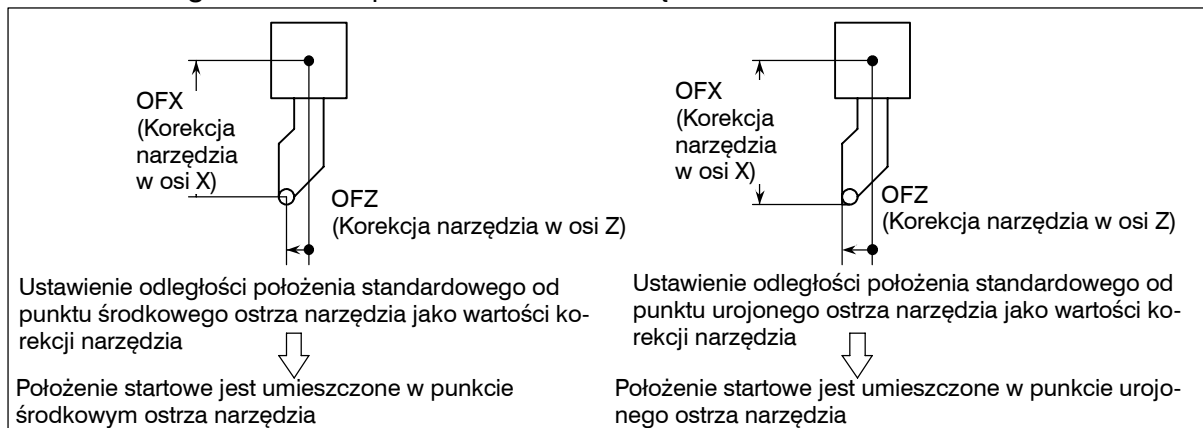 OFX
(Korekcja
narzędzia
w osi X)
OFZ
(Korekcja narzędzia w osi Z)
Ustawienie odległości położenia standardowego od
punktu środkowego ostrza narzędzia jako wartości ko-
rekcji narzędzia
Położenie startowe jest umieszczone w punkcie
środkowym ostrza narzędzia
OFX
(Korekcja
narzędzia
w osi X)
OFZ
(Korekcja narzędzia w osi Z)
Ustawienie odległości położenia standardowego od
punktu urojonego ostrza narzędzia jako wartości ko-
rekcji narzędzia
Położenie startowe jest umieszczone w punkcie urojo-
nego ostrza narzędzia